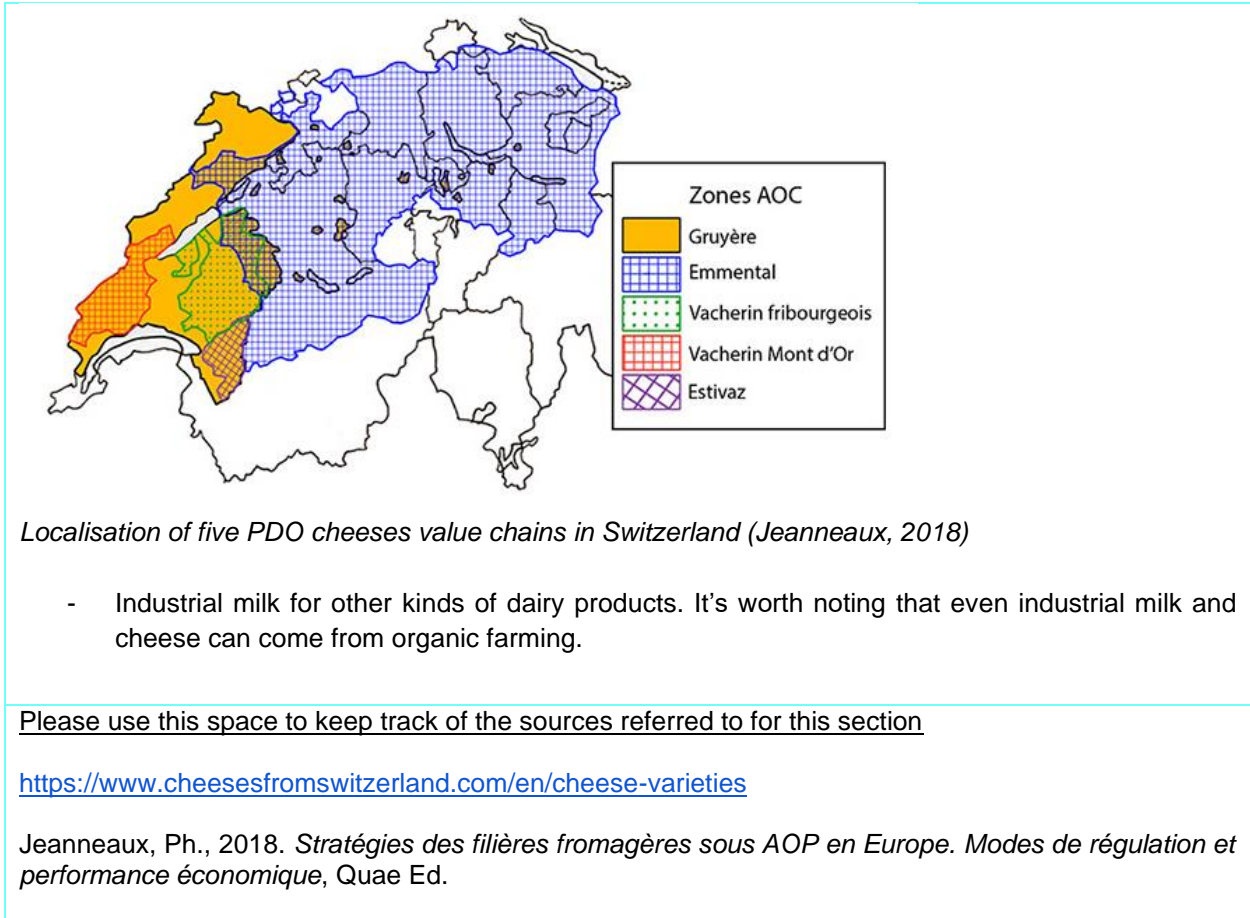 Zones AOC
Gruyère
Emmental
Vacherin fribourgeois
Vacherin Mont d'Or
Estivaz
Localisation of five PDO cheeses value chains in Switzerland (Jeanneaux, 2018)
- Industrial milk for other kinds of dairy products. It’s worth noting that even industrial milk and
cheese can come from organic farming.
Please use this space to keep track of the sources referred to for this section
https://www.cheesesfromswitzerland.com/en/cheese-varieties
Jeanneaux, Ph., 2018. Stratégies des filières fromagères sous AOP en Europe. Modes de régulation et
performance économique, Quae Ed.